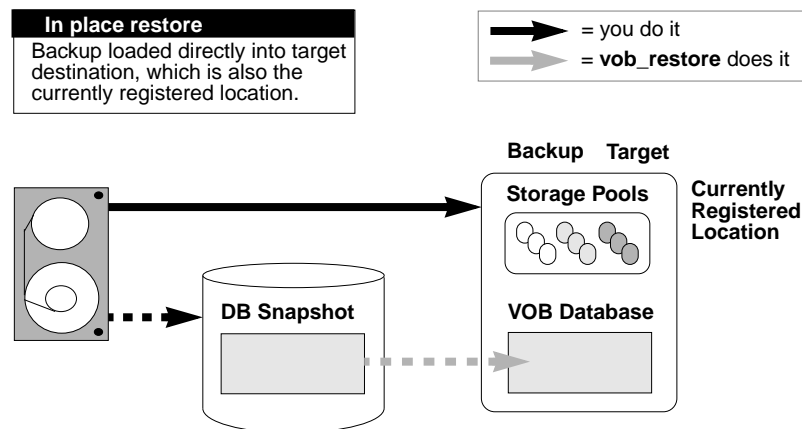 In place restore
Backup loaded directly into target
destination, which is also the
currently registered location.
= you do it
= vob_restore does it
Backup Target
Storage Pools
Currently
Registered
Location
DB Snapshot
VOB Database